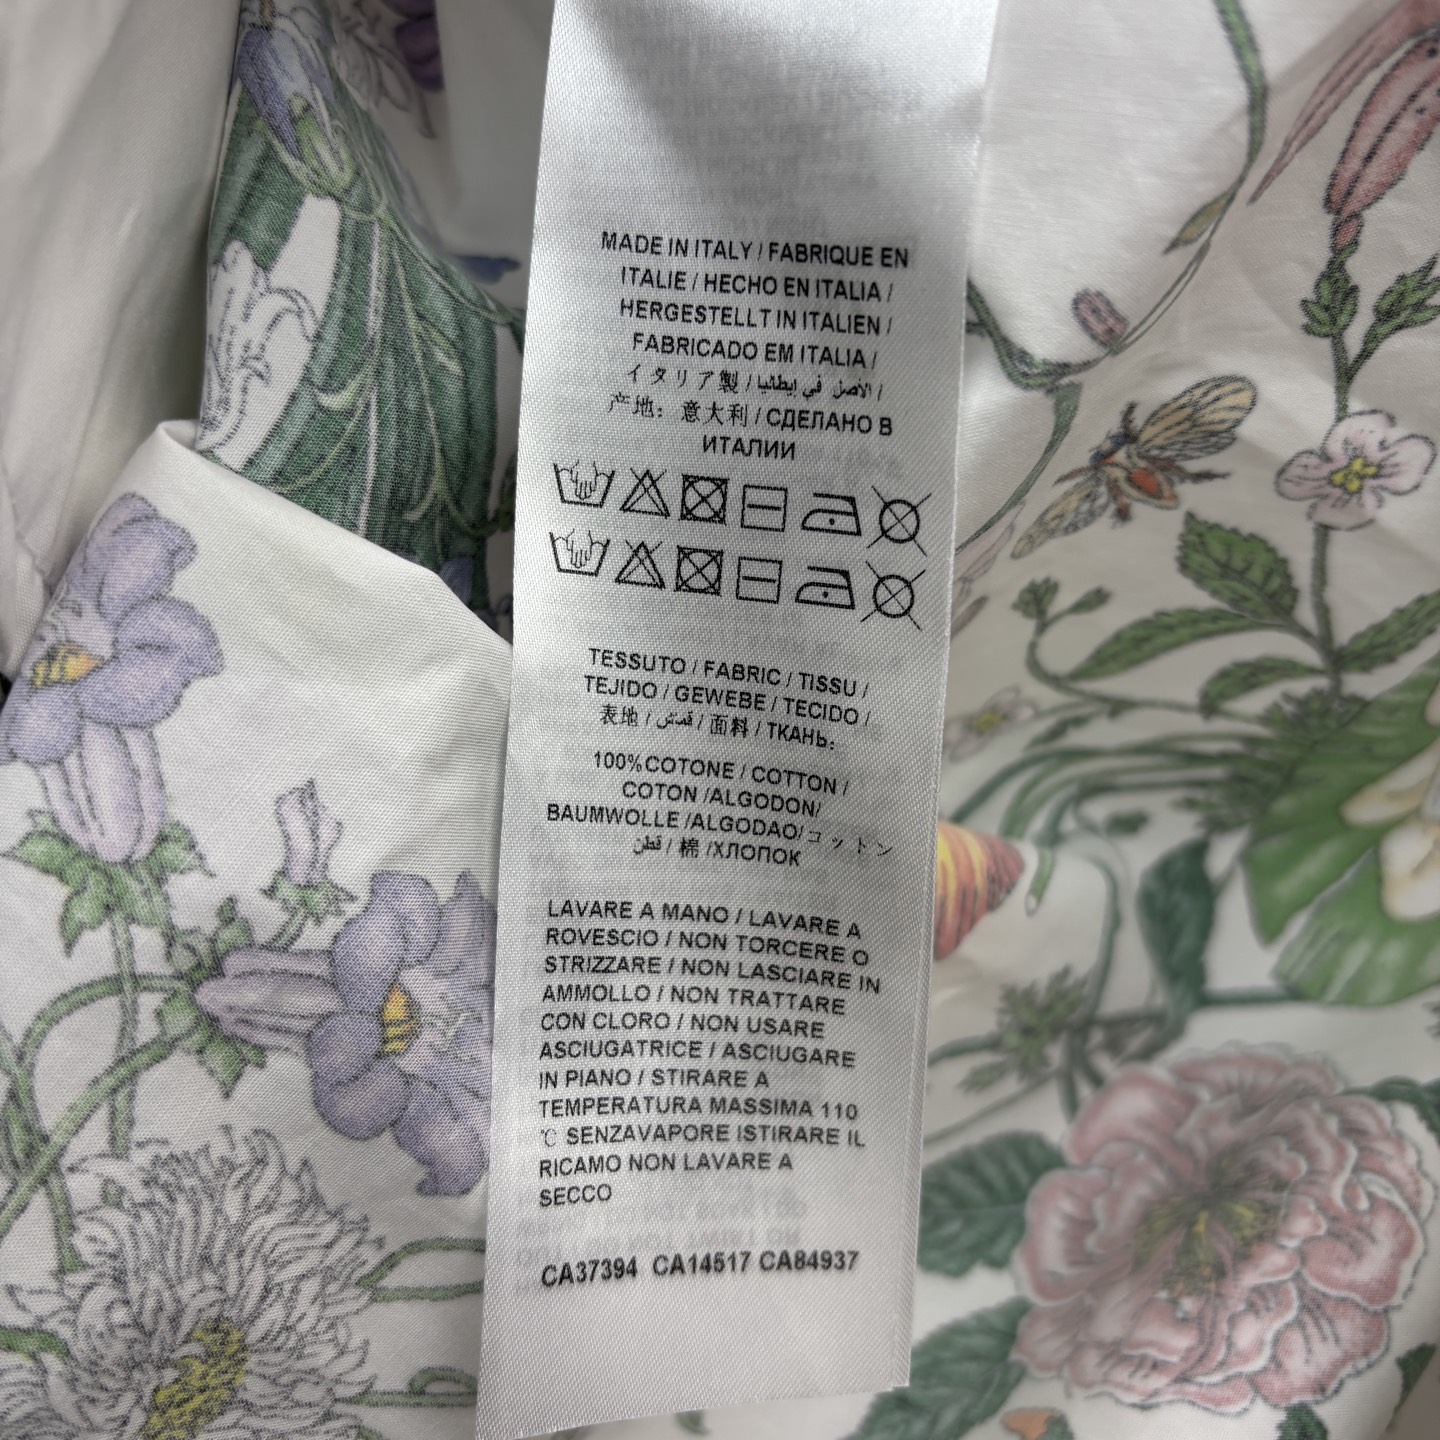 MADE IN ITALY / FABRIQUE EN
ITALIE / HECHO EN ITALIA /
HERGESTELLT IN ITALIEN /
FABRICADO EM ITALIA /
イタリア製 / الأصل في إيطاليا /
产地：意大利 / СДЕЛАНО В
ИТАЛИИ
TESSUTO / FABRIC / TISSU /
TEJIDO / GEWEBE / TECIDO /
表地 / قماش / 面料 / ТКАНЬ:
100%COTONE / COTTON /
COTON /ALGODON/
BAUMWOLLE /ALGODAO/コットン
قطن / 棉 /ХЛОПОК
LAVARE A MANO / LAVARE A
ROVESCIO / NON TORCERE O
STRIZZARE / NON LASCIARE IN
AMMOLLO / NON TRATTARE
CON CLORO / NON USARE
ASCIUGATRICE / ASCIUGARE
IN PIANO / STIRARE A
TEMPERATURA MASSIMA 110
℃ SENZAVAPORE ISTIRARE IL
RICAMO NON LAVARE A
SECCO
CA37394 CA14517 CA84937